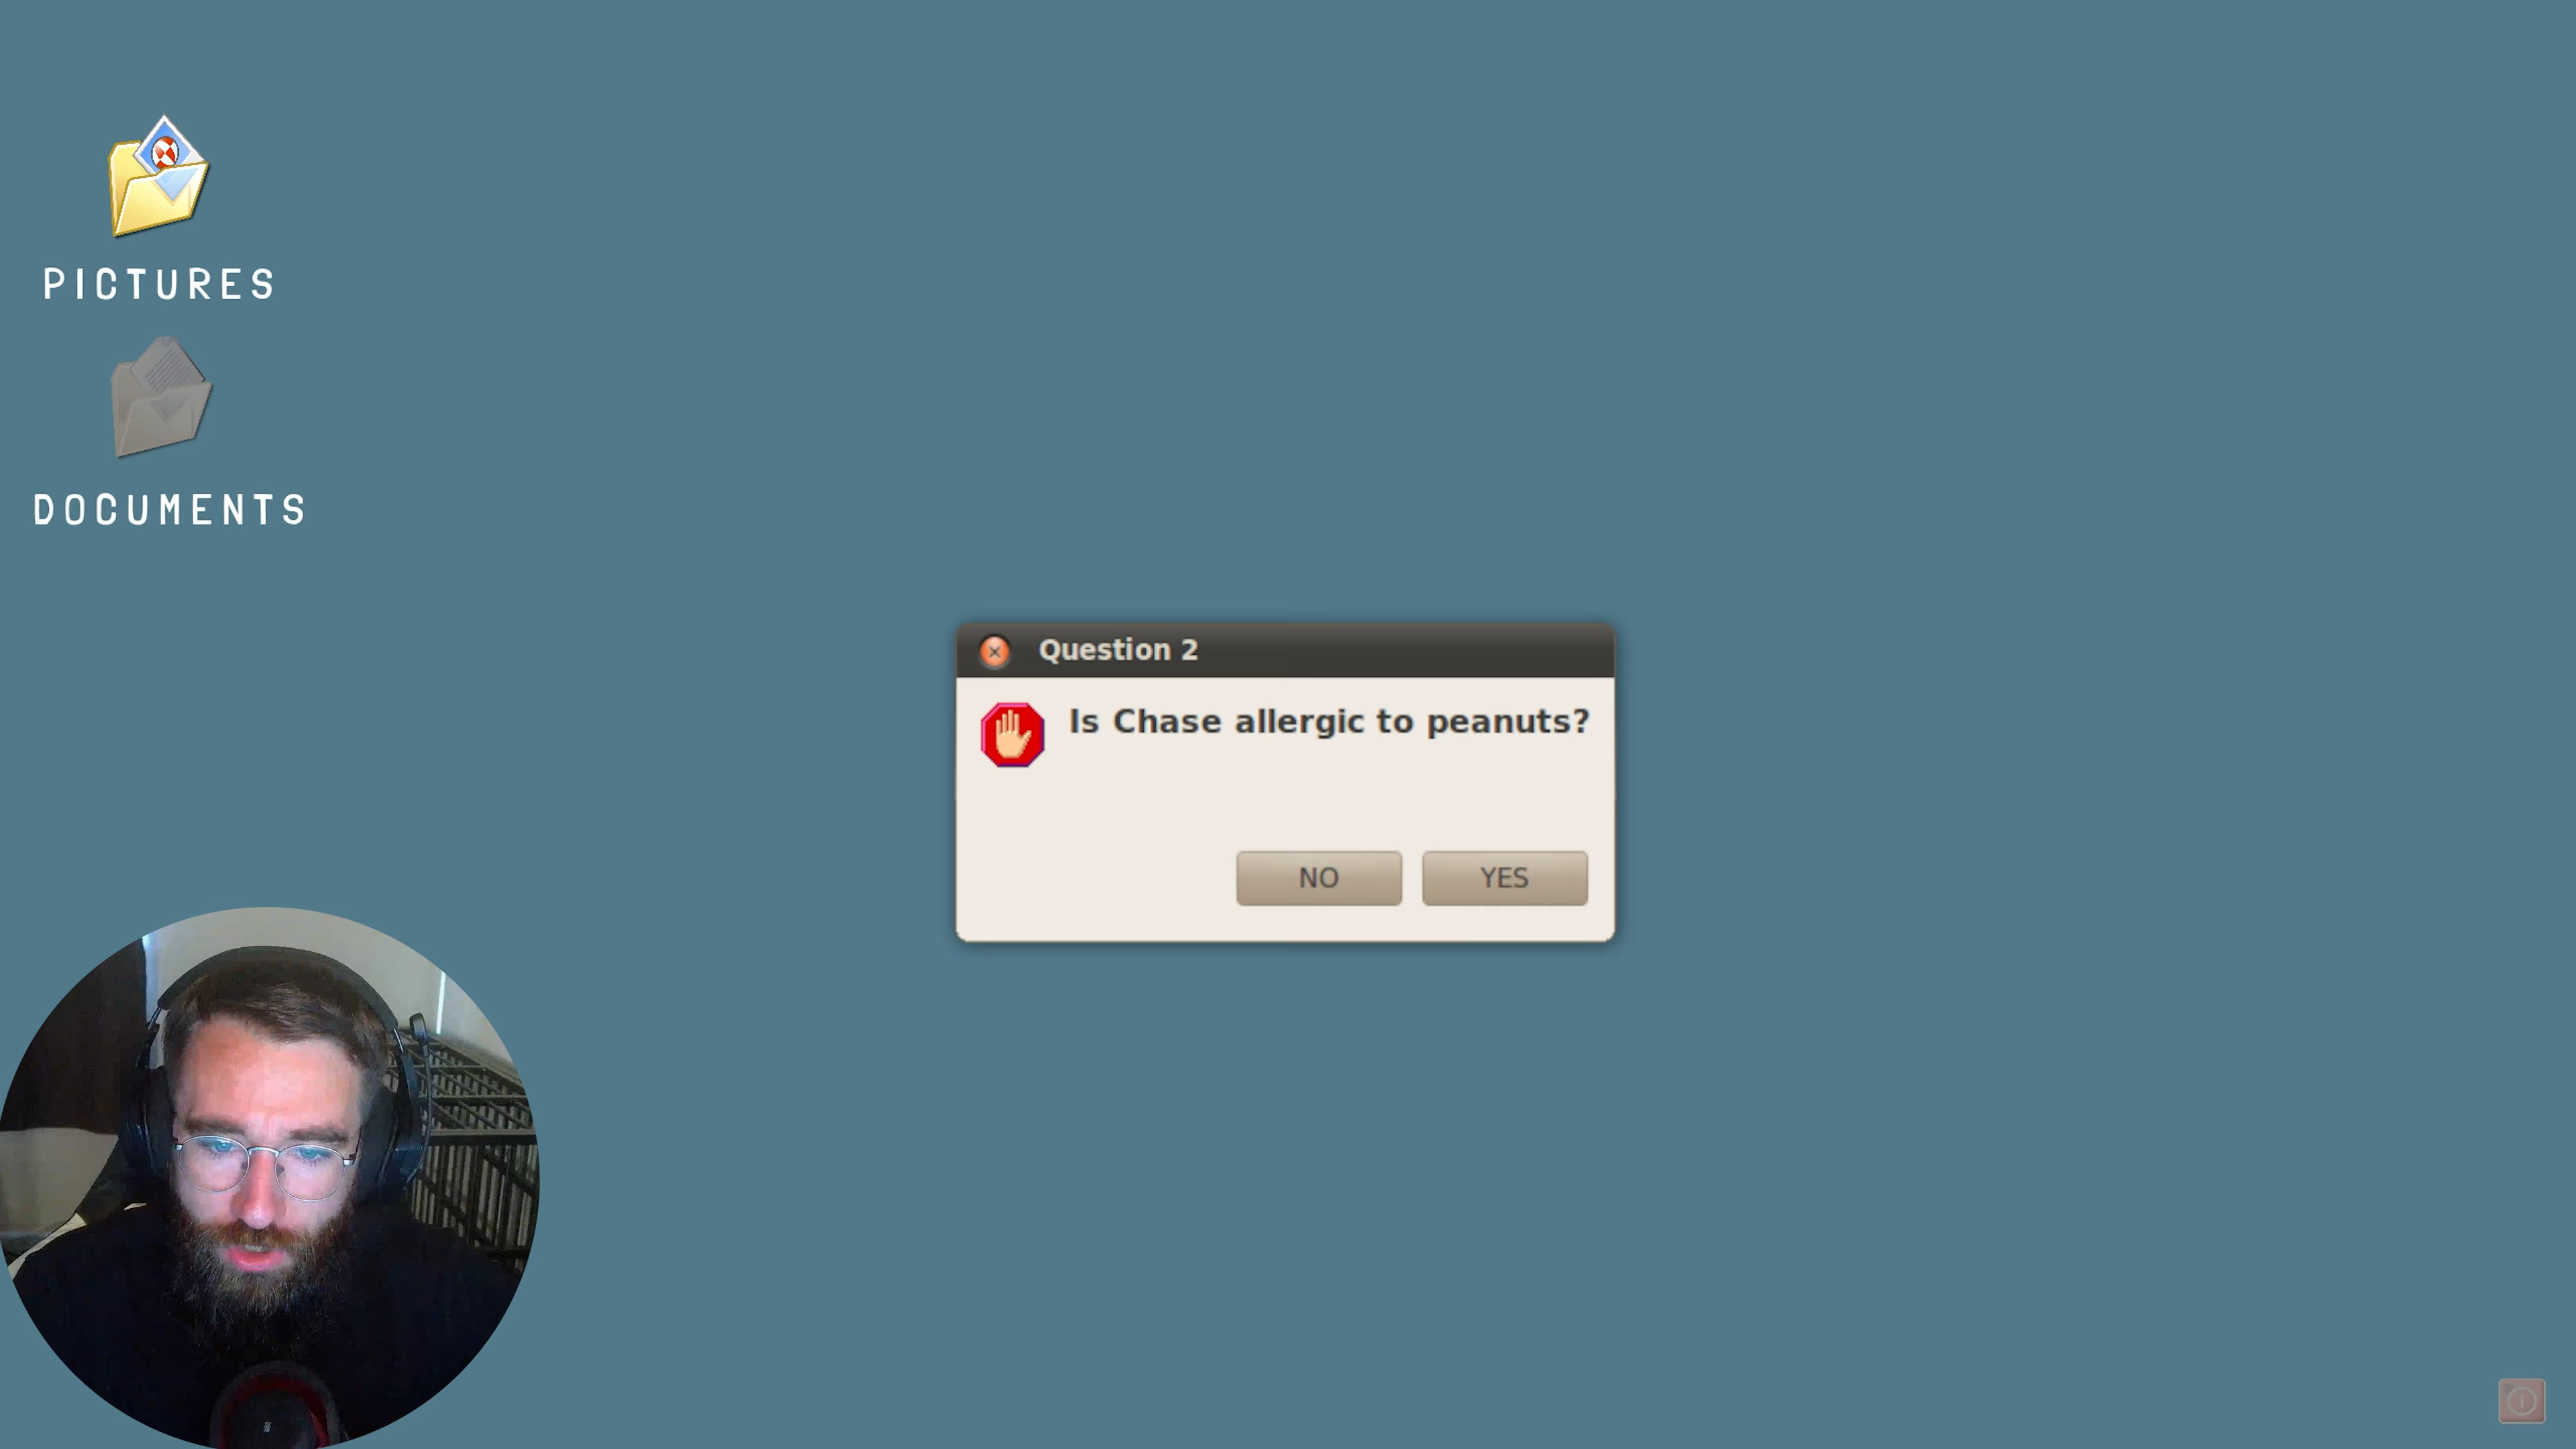 PICTURES
DOCUMENTS
Question 2
Is Chase allergic to peanuts?
NO
YES